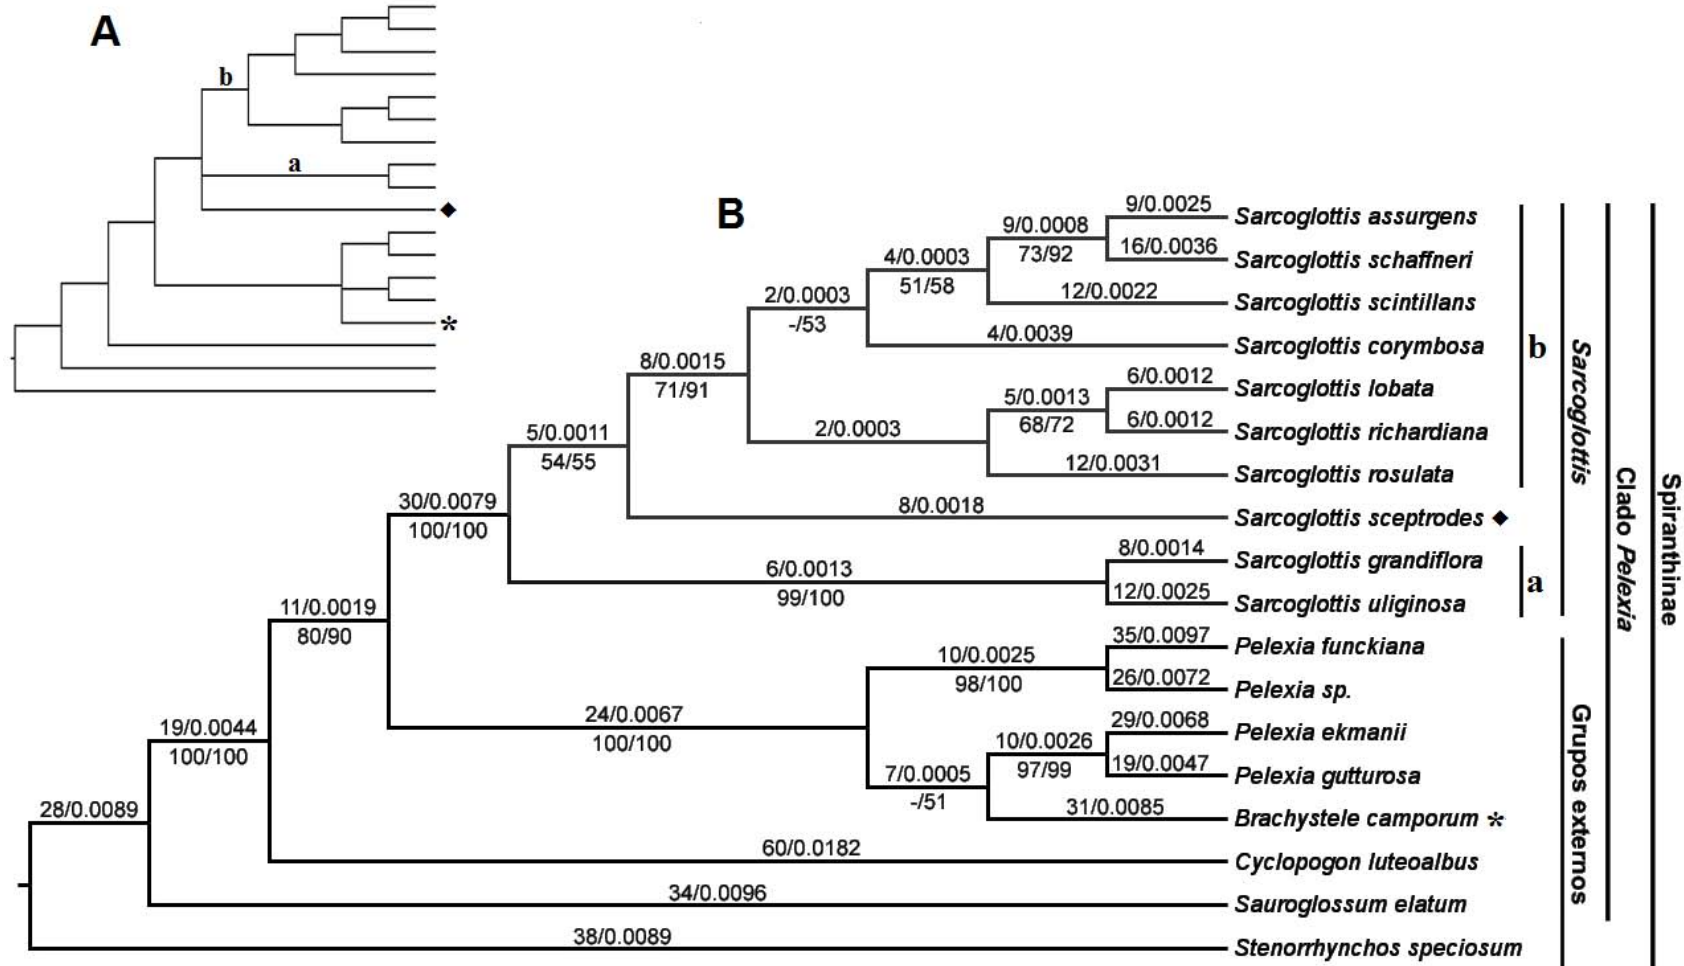 A
b
a
◆
*
B
9/0.0025
Sarcoglottis assurgens
9/0.0008
73/92
16/0.0036
Sarcoglottis schaffneri
4/0.0003
51/58
12/0.0022
Sarcoglottis scintillans
2/0.0003
-/53
4/0.0039
Sarcoglottis corymbosa
8/0.0015
71/91
6/0.0012
Sarcoglottis lobata
5/0.0013
68/72
6/0.0012
Sarcoglottis richardiana
2/0.0003
12/0.0031
Sarcoglottis rosulata
5/0.0011
54/55
8/0.0018
Sarcoglottis sceptrodes ◆
30/0.0079
100/100
8/0.0014
Sarcoglottis grandiflora
6/0.0013
99/100
12/0.0025
Sarcoglottis uliginosa
11/0.0019
80/90
35/0.0097
Pelexia funckiana
10/0.0025
98/100
26/0.0072
Pelexia sp.
24/0.0067
100/100
29/0.0068
Pelexia ekmanii
10/0.0026
97/99
19/0.0047
Pelexia gutturosa
7/0.0005
-/51
31/0.0085
Brachystele camporum *
19/0.0044
100/100
60/0.0182
Cyclopogon luteoalbus
28/0.0089
34/0.0096
Sauroglossum elatum
38/0.0089
Stenorrhynchos speciosum
b
a
Sarcoglottis
Grupos externos
Clado Pelexia
Spiranthinae